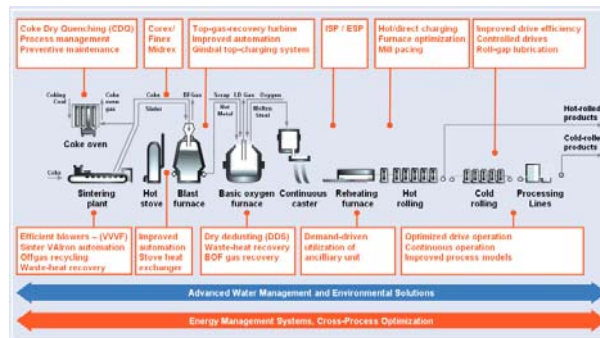 Coke Dry Quenching (CDQ)
Process management
Preventive maintenance
Corex/
Finex
Midrex
Top-gas-recovery turbine
Improved automation
Gimbal top-charging system
ISP / ESP
Hot/direct charging
Furnace optimization
Mill pacing
Improved drive efficiency
Controlled drives
Roll-gap lubrication
Coking
Coal
Coke
oven
gas
Coke
BFGas
Slider
Scrap
LD Gas
Oxygen
Hot
Metal
Molten
Steel
Hot-rolled
products
Cold-rolled
products
Coke oven
Coke
Sintering
plant
Hot
stove
Blast
furnace
Basic oxygen
furnace
Continuous
caster
Reheating
furnace
Hot
rolling
Cold
rolling
Processing
Lines
Efficient blowers – (VVVF)
Sinter VAIron automation
Offgas recycling
Waste-heat recovery
Improved
automation
Stove heat
exchanger
Dry dedusting (DDS)
Waste-heat recovery
BOF gas recovery
Demand-driven
utilization of
ancilliary unit
Optimized drive operation
Continuous operation
Improved process models
Advanced Water Management and Environmental Solutions
Energy Management Systems, Cross-Process Optimization